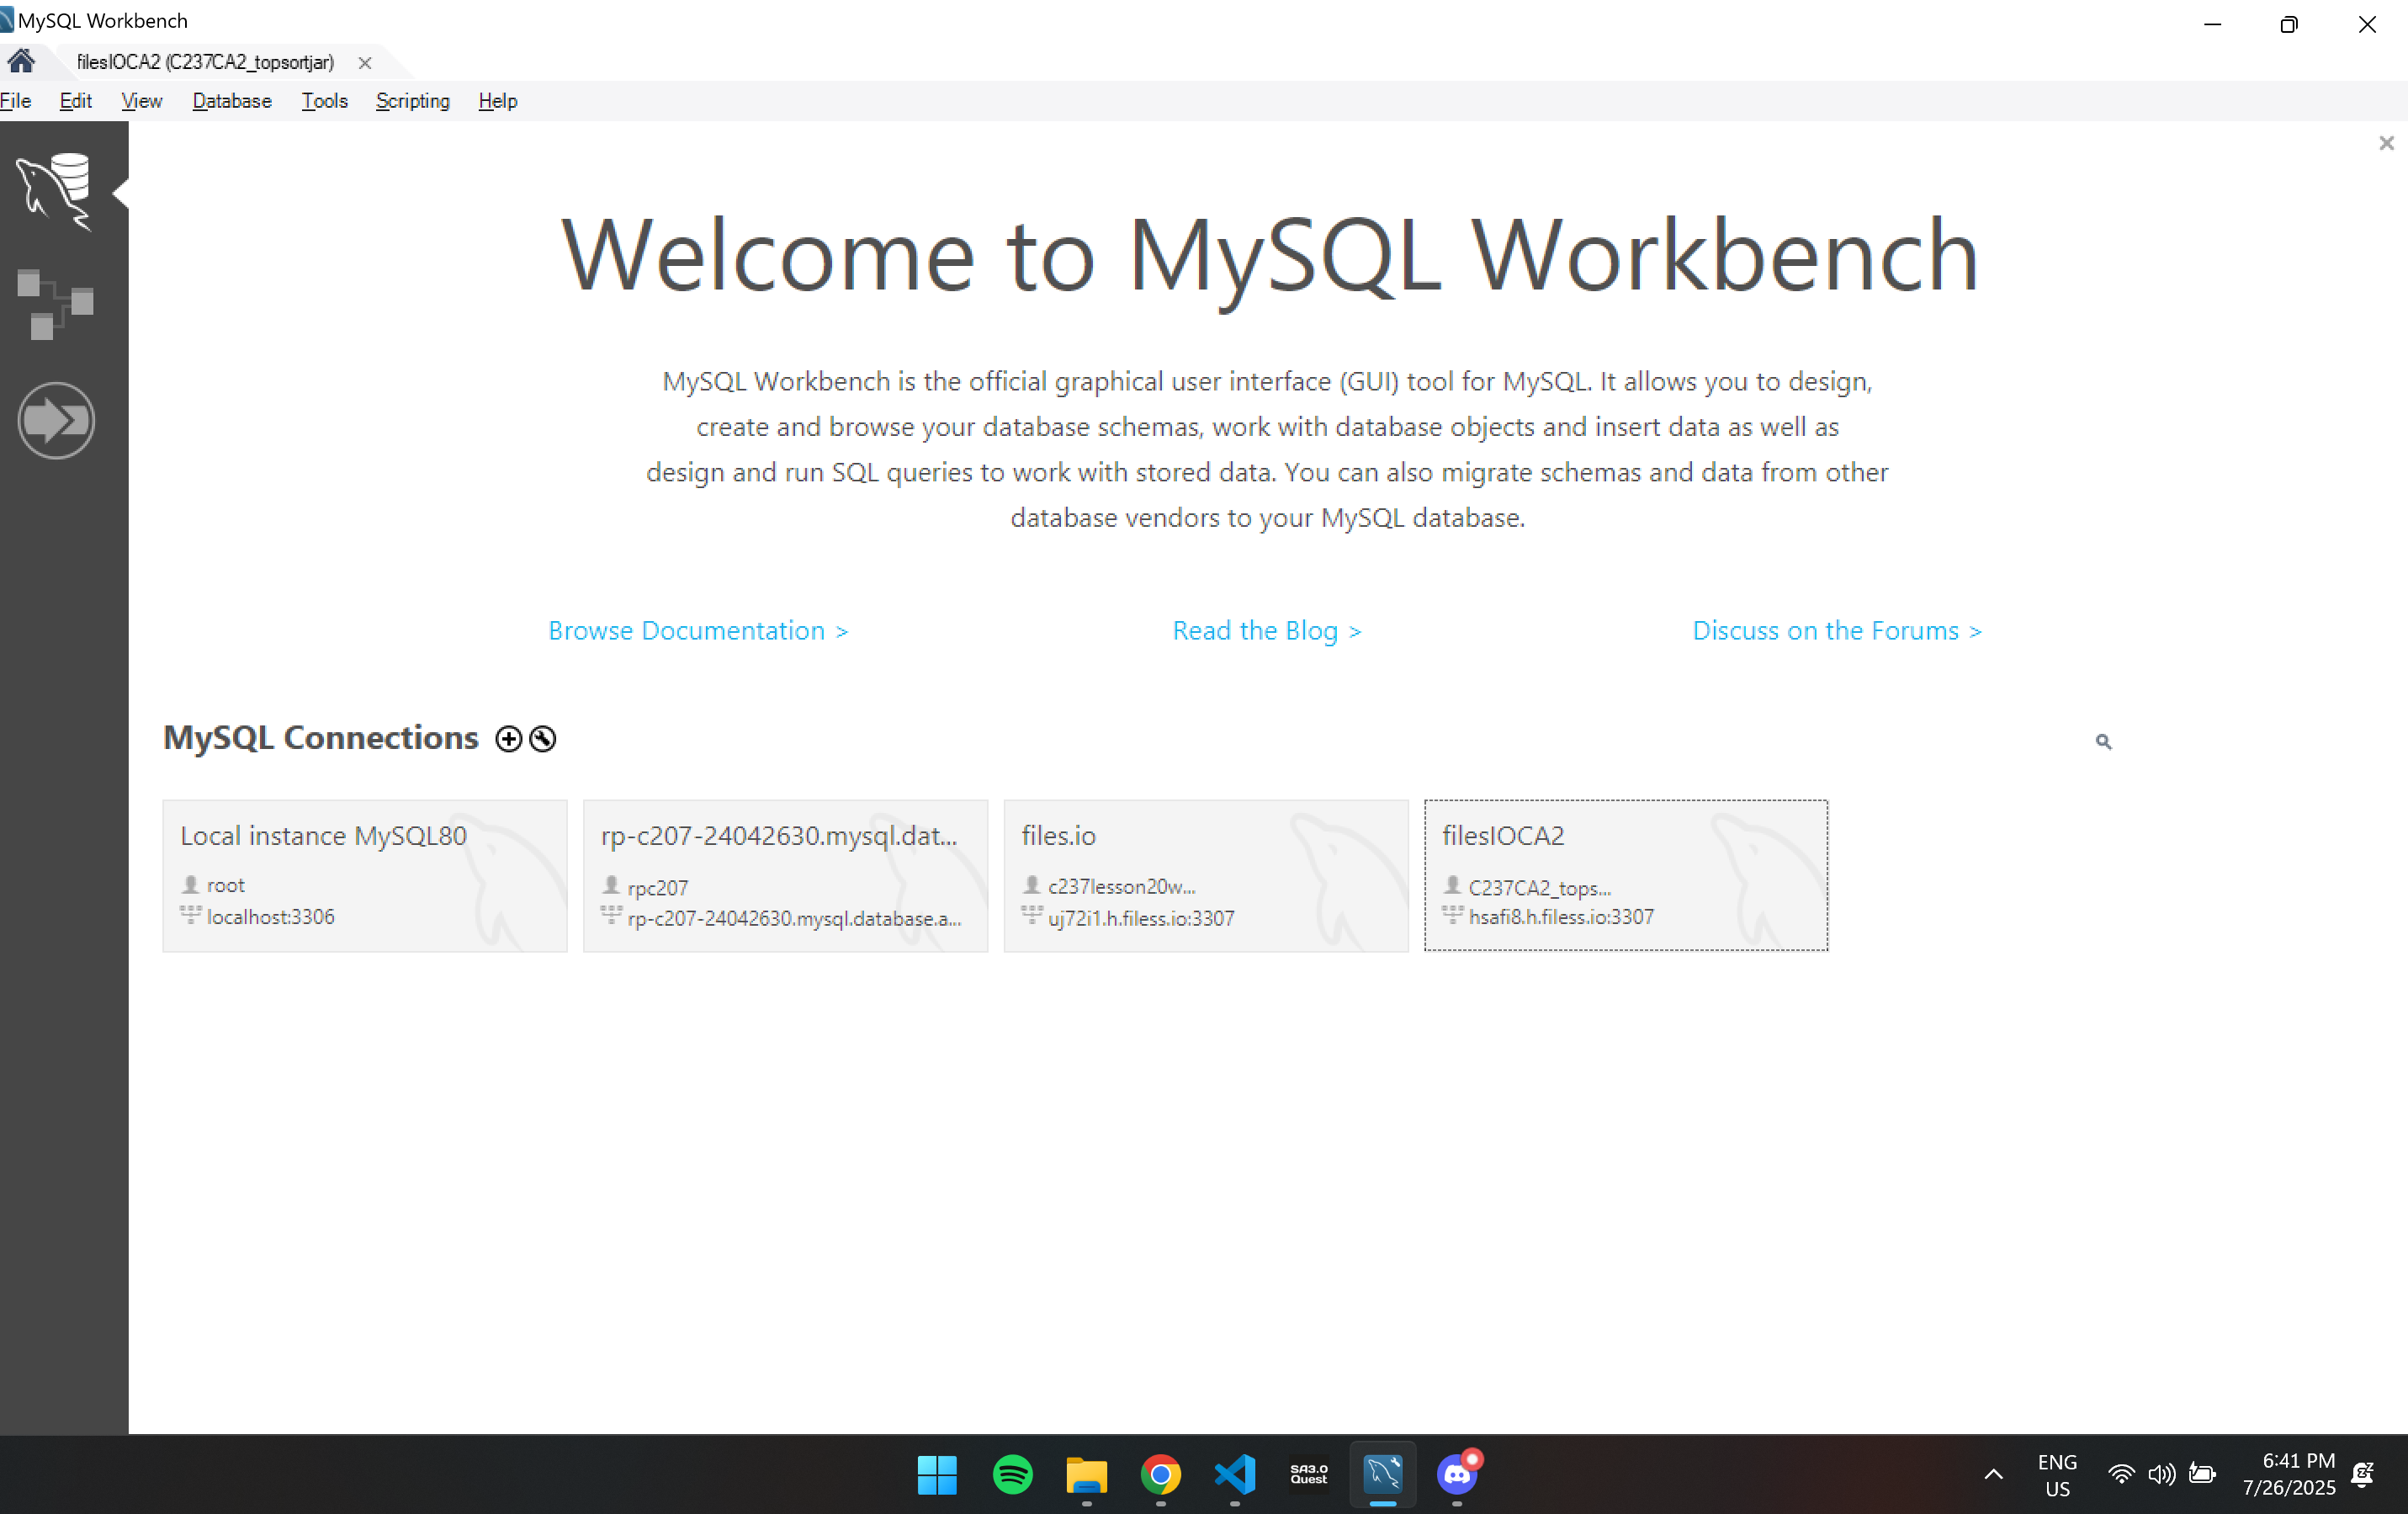 MySQL Workbench
filesIOCA2 (C237CA2_topsortjar)
File Edit View Database Tools Scripting Help
Welcome to MySQL Workbench
MySQL Workbench is the official graphical user interface (GUI) tool for MySQL. It allows you to design,
create and browse your database schemas, work with database objects and insert data as well as
design and run SQL queries to work with stored data. You can also migrate schemas and data from other
database vendors to your MySQL database.
Browse Documentation > Read the Blog > Discuss on the Forums >
MySQL Connections
Local instance MySQL80
root
localhost:3306
rp-c207-24042630.mysql.dat...
rpc207
rp-c207-24042630.mysql.database.a...
files.io
c237lesson20w...
uj72i1.h.filess.io:3307
filesIOCA2
C237CA2_tops...
hsafi8.h.filess.io:3307
SA3.0
Quest
ENG
US
6:41 PM
7/26/2025